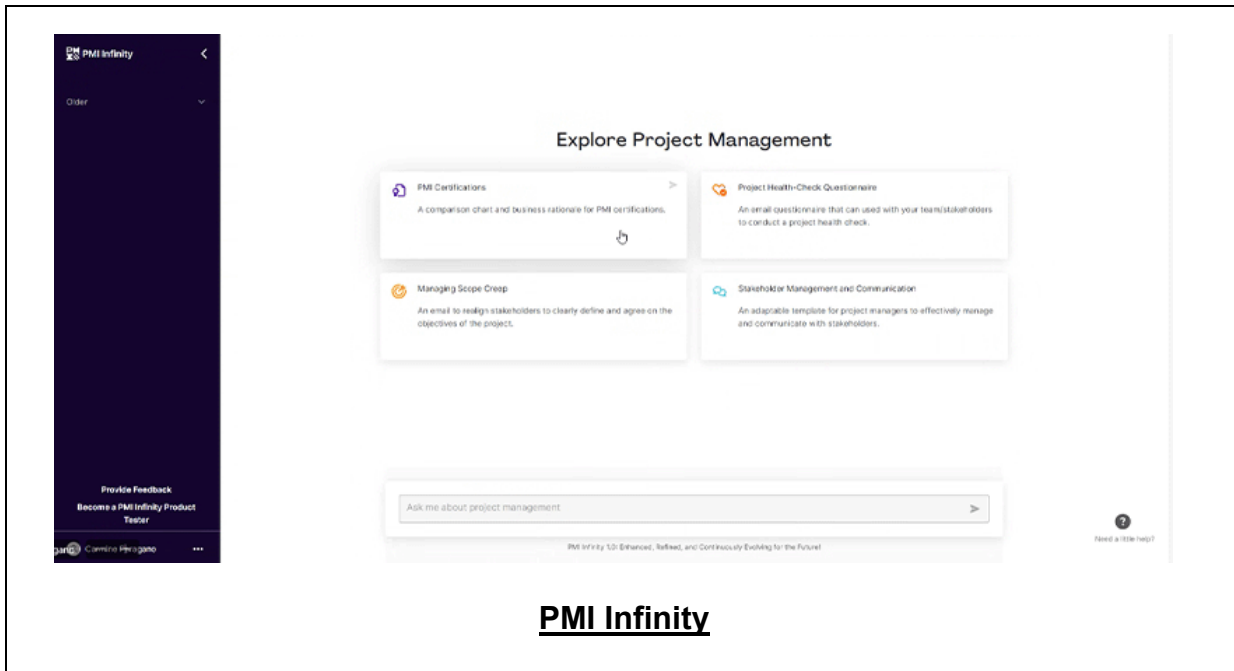 PMI Infinity
Older
Explore Project Management
PMI Certifications
A comparison chart and business rationale for PMI certifications.
Project Health-Check Questionnaire
An email questionnaire that can used with your team/stakeholders
to conduct a project health check.
Managing Scope Creep
An email to realign stakeholders to clearly define and agree on the
objectives of the project.
Stakeholder Management and Communication
An adaptable template for project managers to effectively manage
and communicate with stakeholders.
Provide Feedback
Become a PMI Infinity Product
Tester
Carmine
Ask me about project management
PMI Infinity 1.0: Enhanced, Refined, and Continuously Evolving for the Future!
Need a little help?
PMI Infinity